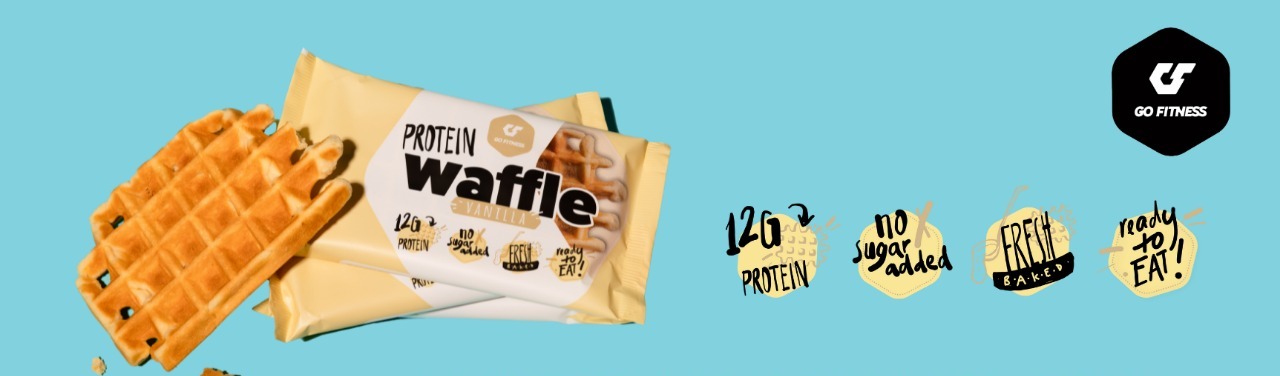 PROTEIN
GO FITNESS
waffle
VANILLA
12G
PROTEIN
no
sugar
added
FRESH
BAKED
ready
to
EAT!
GO FITNESS
12G
PROTEIN
no
sugar
added
FRESH
B·A·K·E·D·
ready
to
EAT!